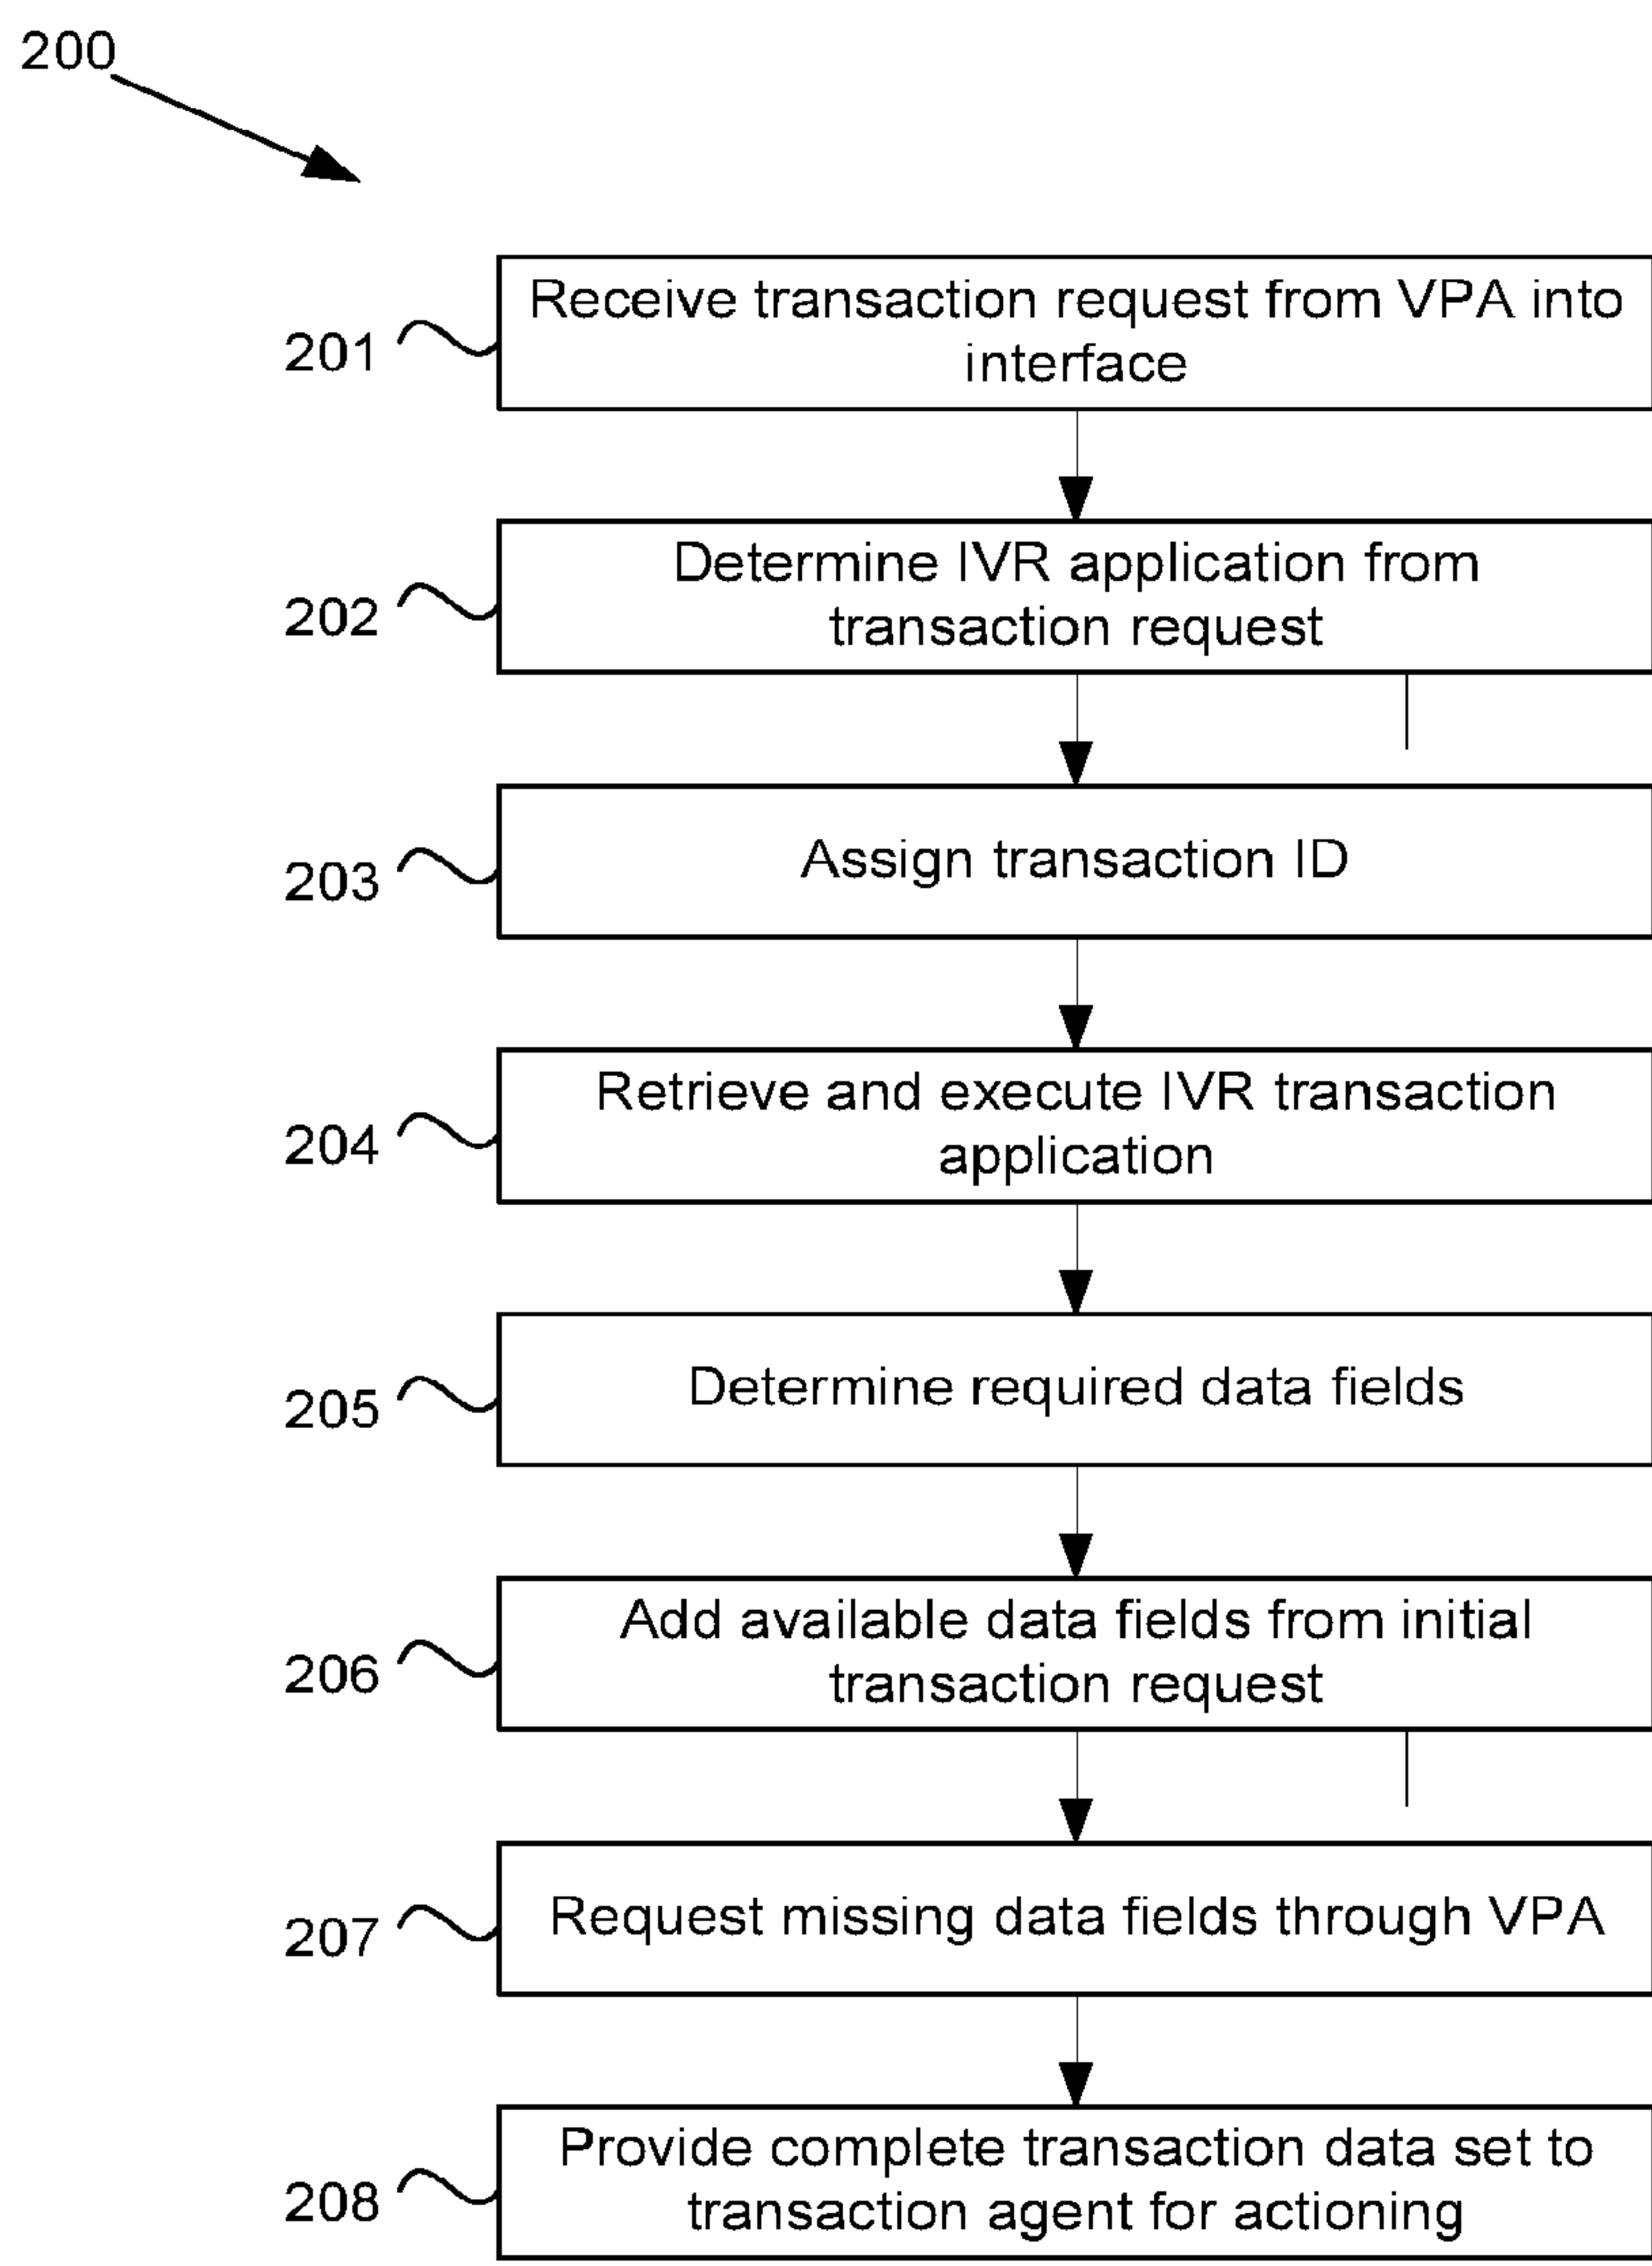 200
201
Receive transaction request from VPA into
interface
202
Determine IVR application from
transaction request
203
Assign transaction ID
204
Retrieve and execute IVR transaction
application
205
Determine required data fields
206
Add available data fields from initial
transaction request
207
Request missing data fields through VPA
208
Provide complete transaction data set to
transaction agent for actioning